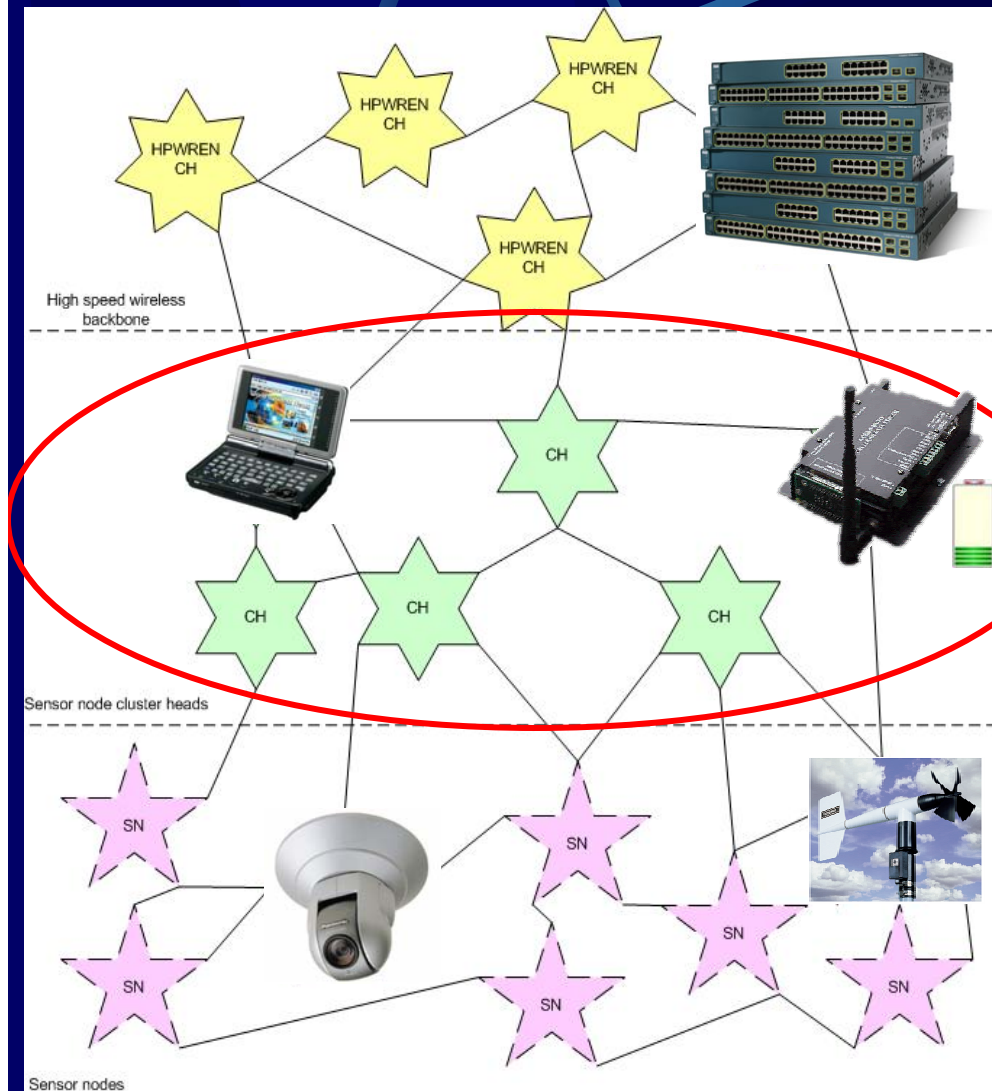 HPWREN
CH
HPWREN
CH
HPWREN
CH
HPWREN
CH
High speed wireless
backbone
CH
CH
CH
CH
Sensor node cluster heads
SN
SN
SN
SN
SN
SN
Sensor nodes